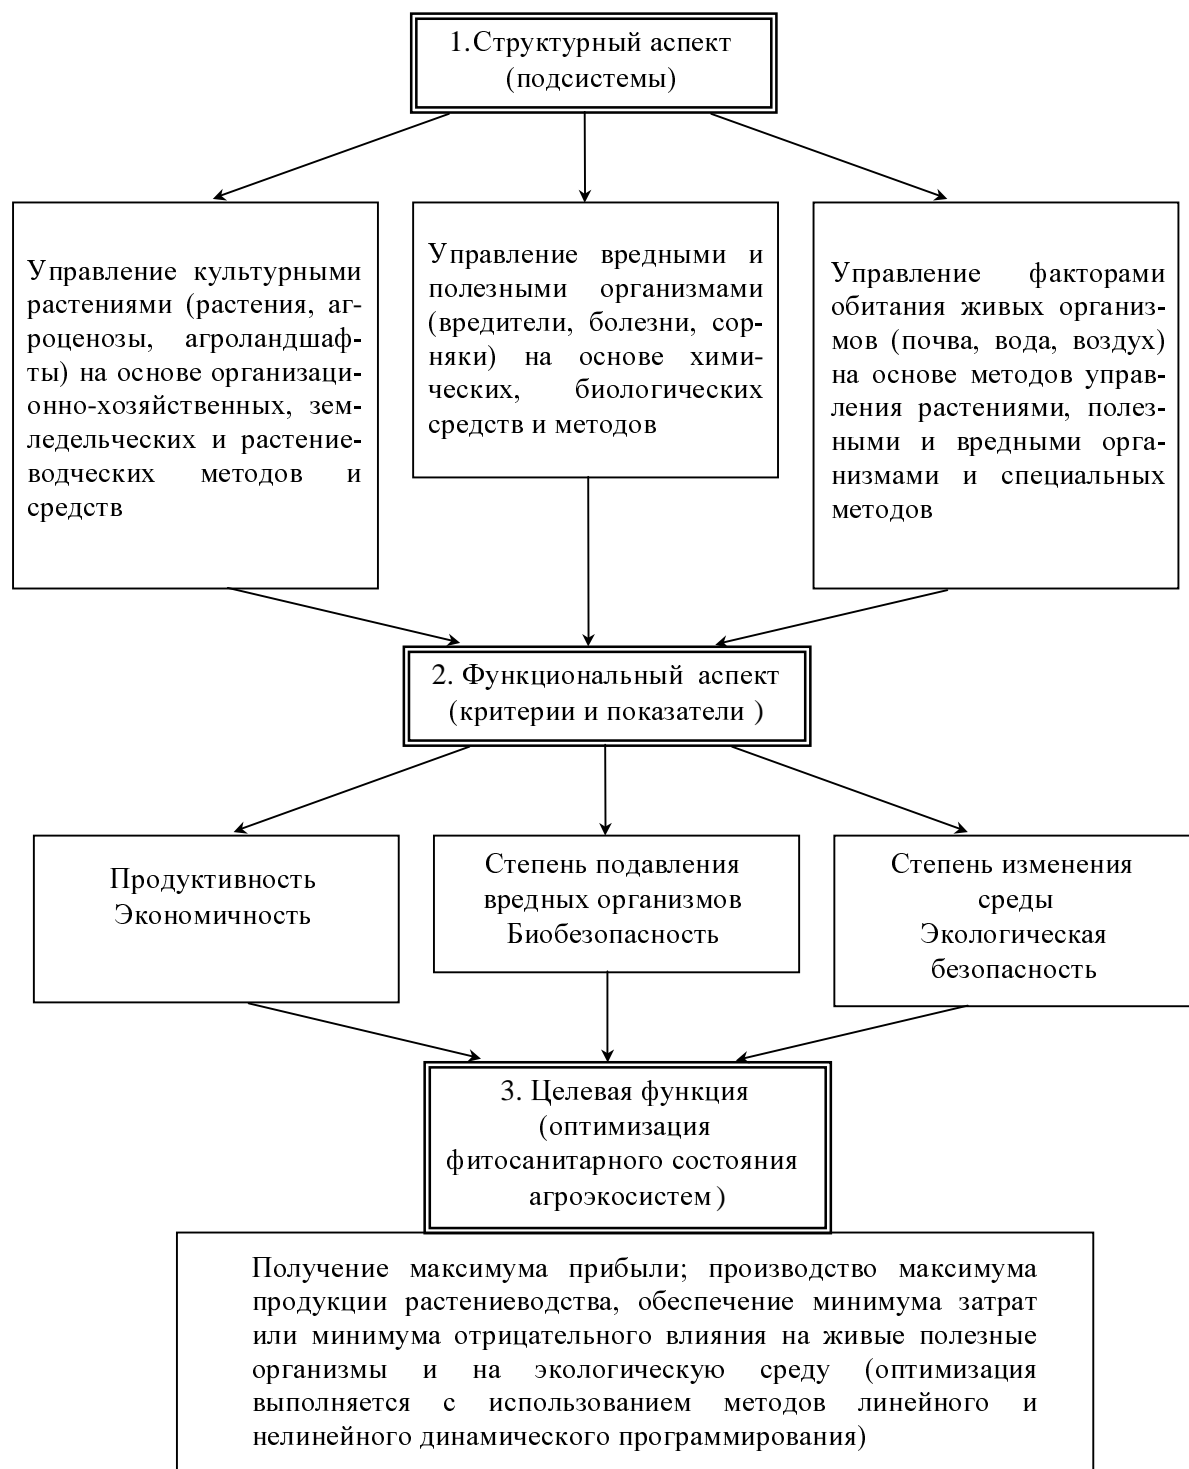 1.Структурный аспект
(подсистемы)
Управление культурными
растениями (растения, аг-
роценозы, агроландшаф-
ты) на основе организаци-
онно-хозяйственных, зем-
ледельческих и растение-
водческих методов и
средств
Управление вредными и
полезными организмами
(вредители, болезни, сор-
няки) на основе хими-
ческих, биологических
средств и методов
Управление факторами
обитания живых организ-
мов (почва, вода, воздух)
на основе методов управ-
ления растениями, полез-
ными и вредными орга-
низмами и специальных
методов
2. Функциональный аспект
(критерии и показатели )
Продуктивность
Экономичность
Степень подавления
вредных организмов
Биобезопасность
Степень изменения
среды
Экологическая
безопасность
3. Целевая функция
(оптимизация
фитосанитарного состояния
агроэкосистем )
Получение максимума прибыли; производство максимума
продукции растениеводства, обеспечение минимума затрат
или минимума отрицательного влияния на живые полезные
организмы и на экологическую среду (оптимизация
выполняется с использованием методов линейного и
нелинейного динамического программирования)